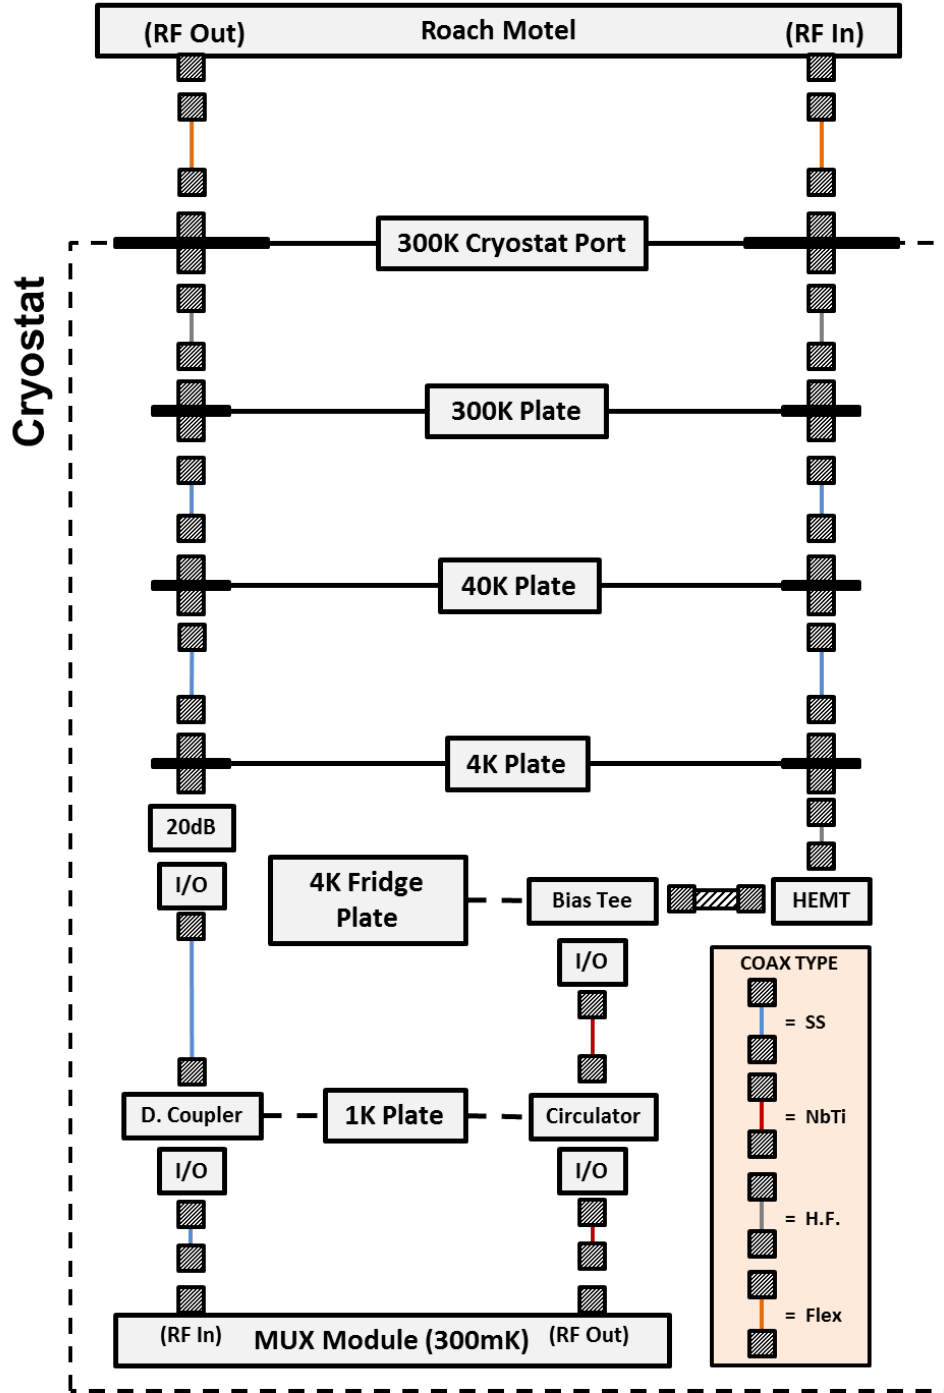 (RF Out) Roach Motel (RF In)
Cryostat
300K Cryostat Port
300K Plate
40K Plate
4K Plate
20dB
I/O
4K Fridge
Plate
Bias Tee
HEMT
I/O
D. Coupler
1K Plate
Circulator
I/O
I/O
(RF In) MUX Module (300mK) (RF Out)
COAX TYPE
= SS
= NbTi
= H.F.
= Flex